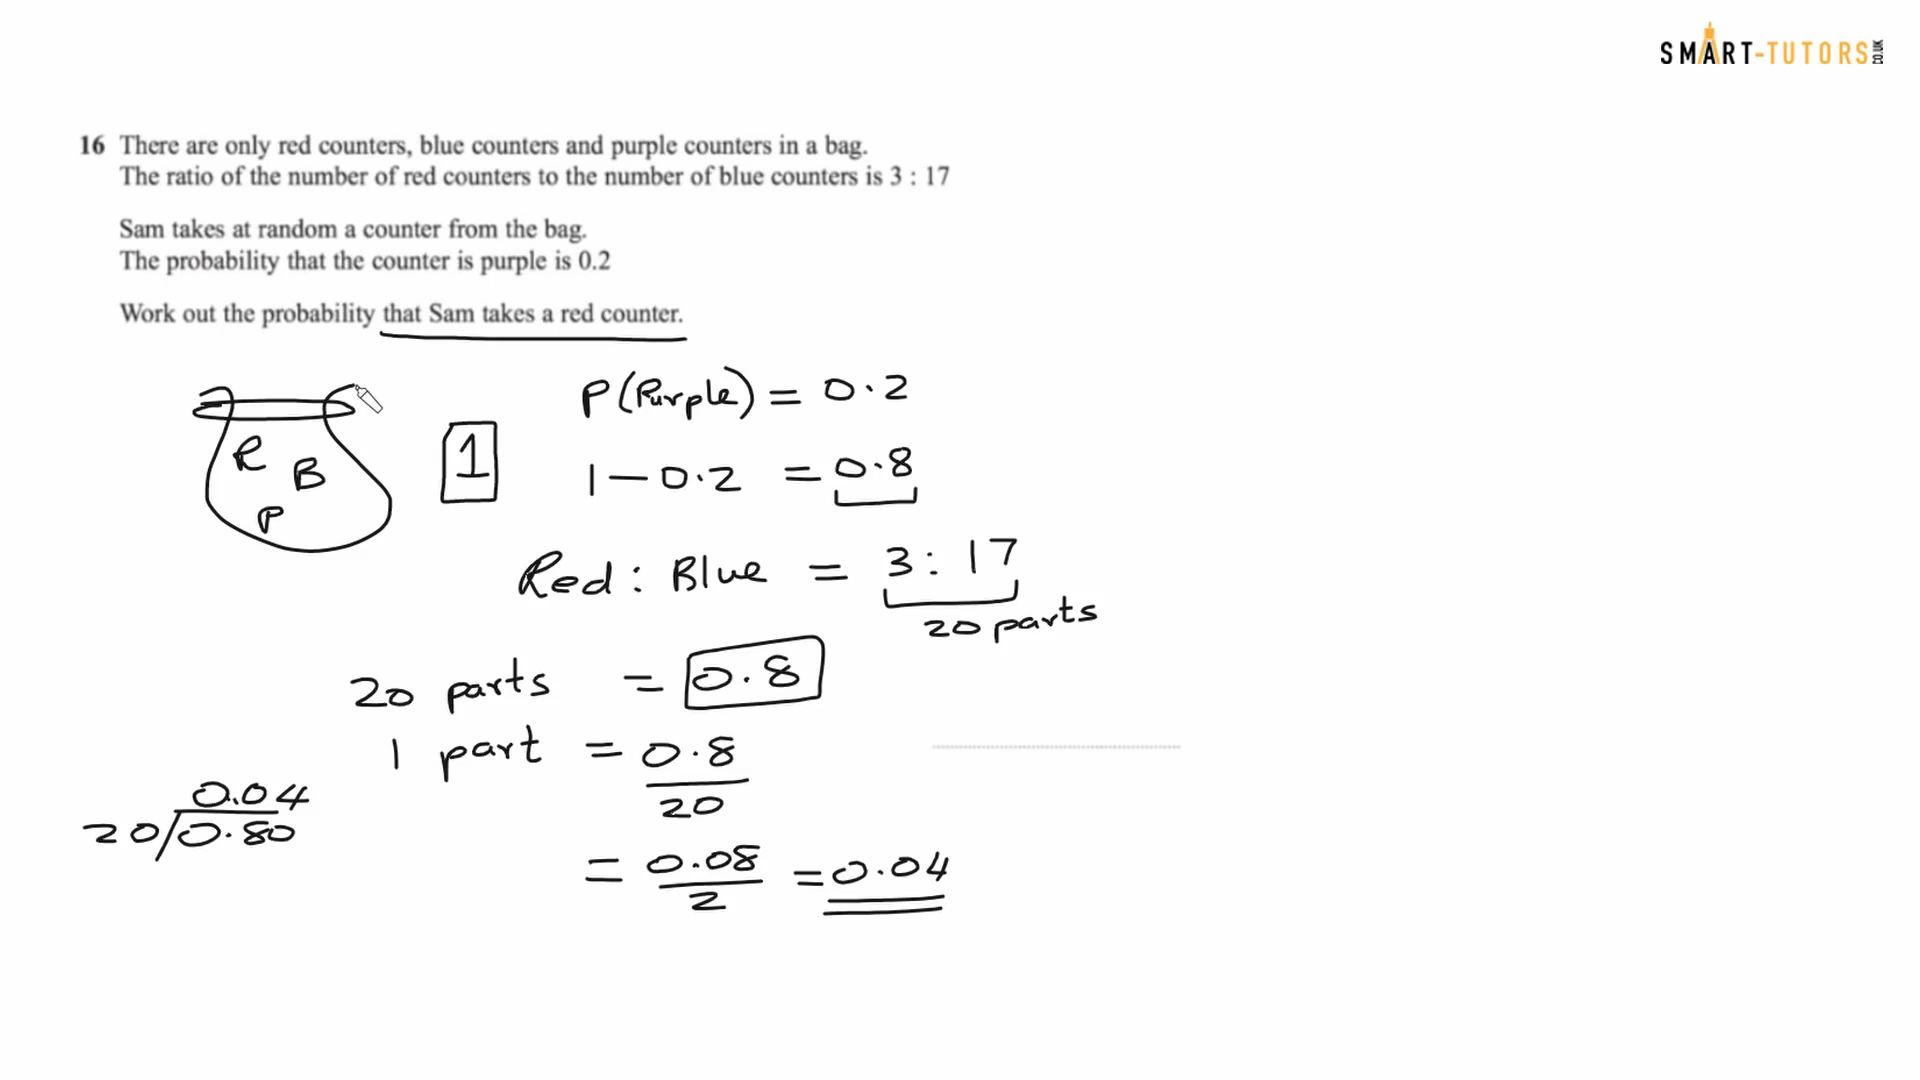 SMART-TUTORS.CO.UK
16 There are only red counters, blue counters and purple counters in a bag.
The ratio of the number of red counters to the number of blue counters is 3 : 17
Sam takes at random a counter from the bag.
The probability that the counter is purple is 0.2
Work out the probability that Sam takes a red counter.
R
B
P
1
P(Purple) = 0.2
1 - 0.2 = 0.8
Red : Blue = 3 : 17
20 parts
20 parts = 0.8
1 part = 0.8
20
0.04
20/0.80
= 0.08 = 0.04
2